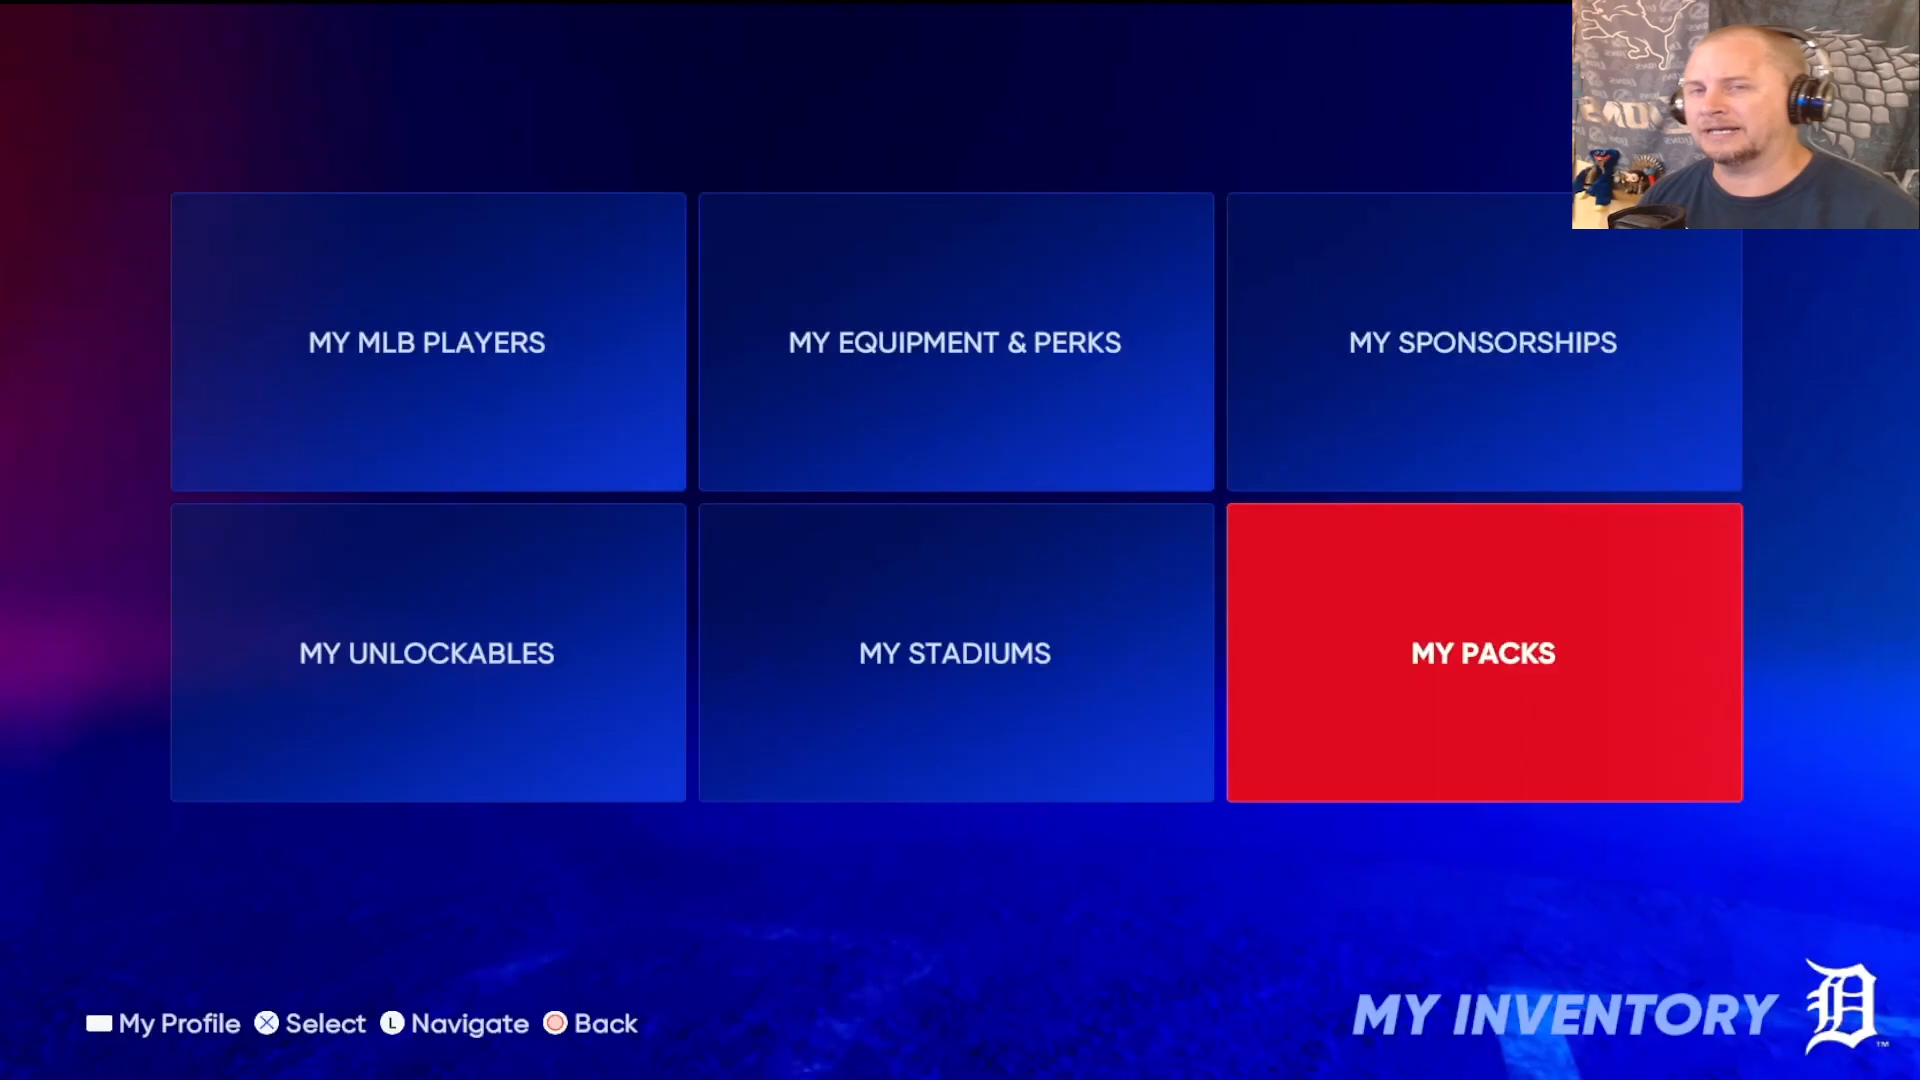 MY MLB PLAYERS
MY EQUIPMENT & PERKS
MY SPONSORSHIPS
MY UNLOCKABLES
MY STADIUMS
MY PACKS
My Profile Select L Navigate Back
MY INVENTORY D TM